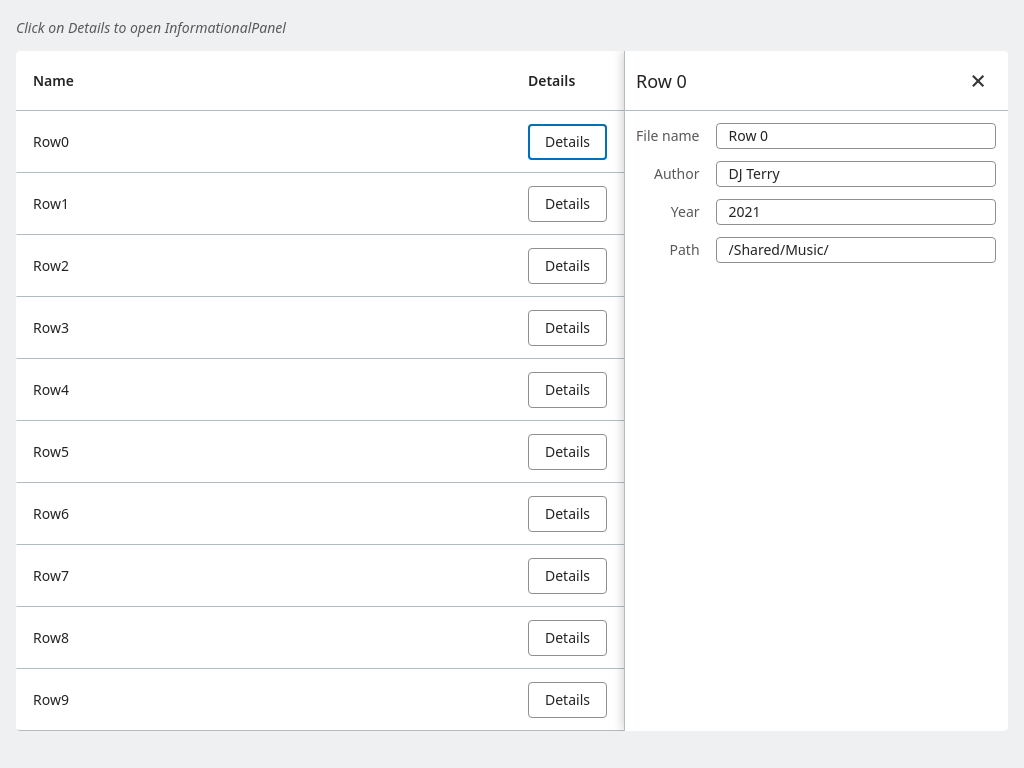 Click on Details to open InformationalPanel
Name Details
Row0 Details
Row1 Details
Row2 Details
Row3 Details
Row4 Details
Row5 Details
Row6 Details
Row7 Details
Row8 Details
Row9 Details
Row 0
File name Row 0
Author DJ Terry
Year 2021
Path /Shared/Music/